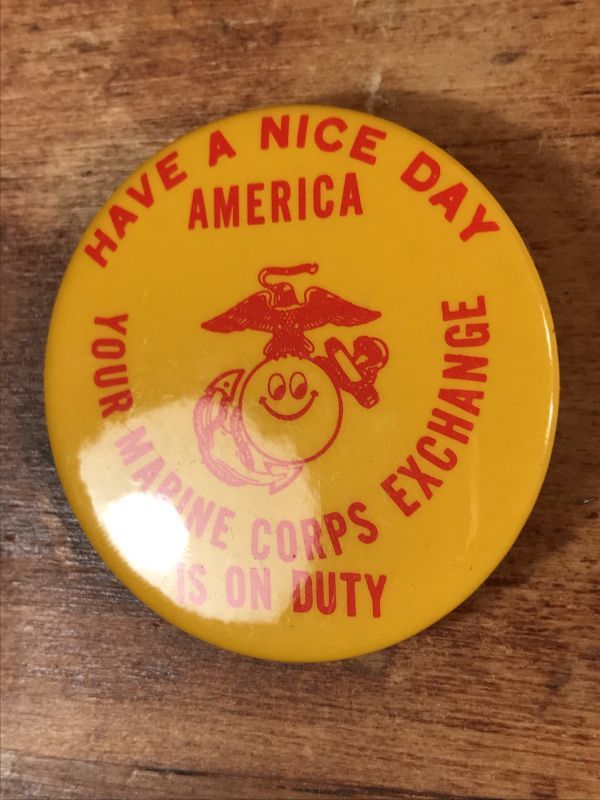 HAVE A NICE DAY
AMERICA
YOUR MARINE CORPS EXCHANGE
IS ON DUTY